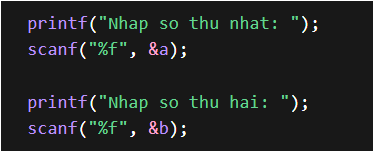 printf("Nhap so thu nhat: ");
scanf("%f", &a);
printf("Nhap so thu hai: ");
scanf("%f", &b);